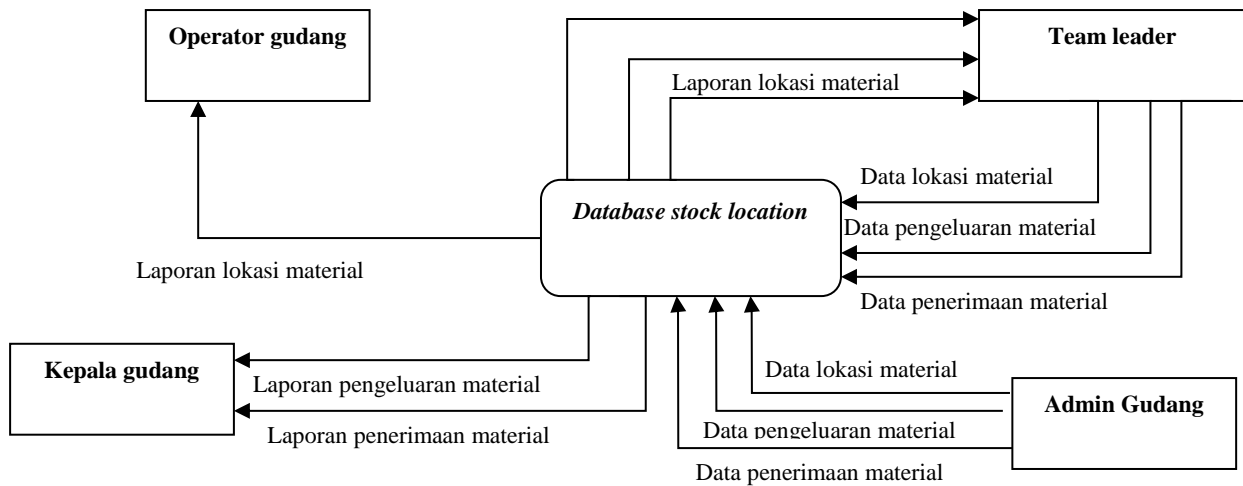 Operator gudang
Team leader
Laporan lokasi material
Data lokasi material
Database stock location
Data pengeluaran material
Laporan lokasi material
Data penerimaan material
Kepala gudang
Laporan pengeluaran material
Data lokasi material
Admin Gudang
Laporan penerimaan material
Data pengeluaran material
Data penerimaan material